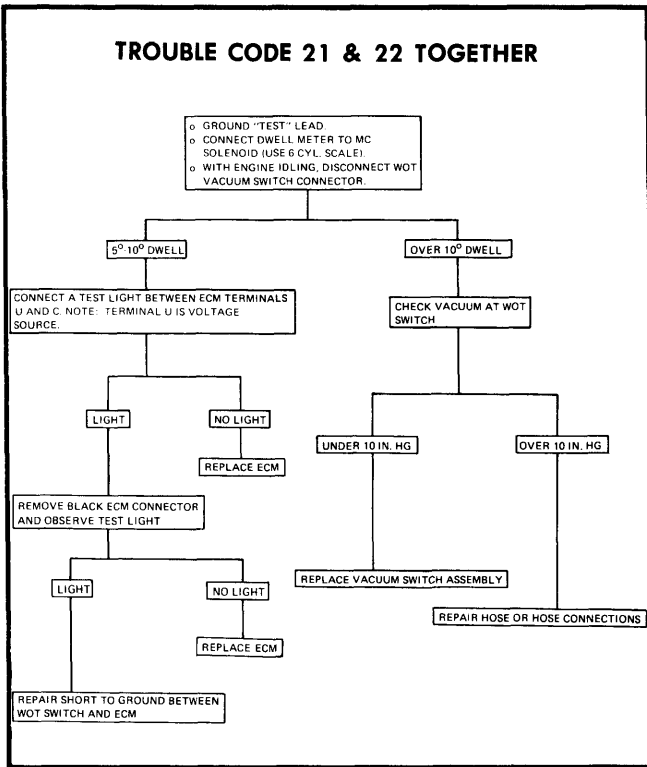 TROUBLE CODE 21 & 22 TOGETHER
o GROUND "TEST" LEAD.
o CONNECT DWELL METER TO MC
SOLENOID (USE 6 CYL. SCALE).
o WITH ENGINE IDLING, DISCONNECT WOT
VACUUM SWITCH CONNECTOR.
5°-10° DWELL
OVER 10° DWELL
CONNECT A TEST LIGHT BETWEEN ECM TERMINALS
U AND C. NOTE: TERMINAL U IS VOLTAGE
SOURCE.
CHECK VACUUM AT WOT
SWITCH
LIGHT
NO LIGHT
UNDER 10 IN. HG
OVER 10 IN. HG
REPLACE ECM
REMOVE BLACK ECM CONNECTOR
AND OBSERVE TEST LIGHT
REPLACE VACUUM SWITCH ASSEMBLY
LIGHT
NO LIGHT
REPAIR HOSE OR HOSE CONNECTIONS
REPLACE ECM
REPAIR SHORT TO GROUND BETWEEN
WOT SWITCH AND ECM